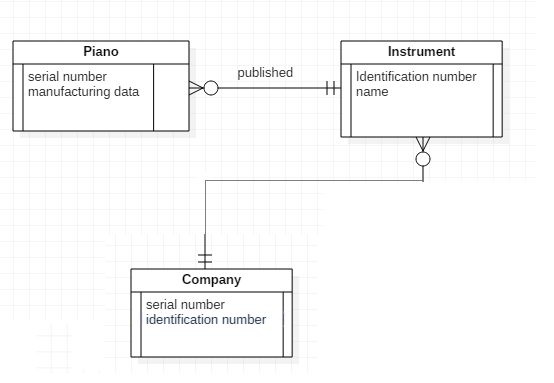 Piano
serial number
manufacturing data
published
Instrument
Identification number
name
Company
serial number
identification number